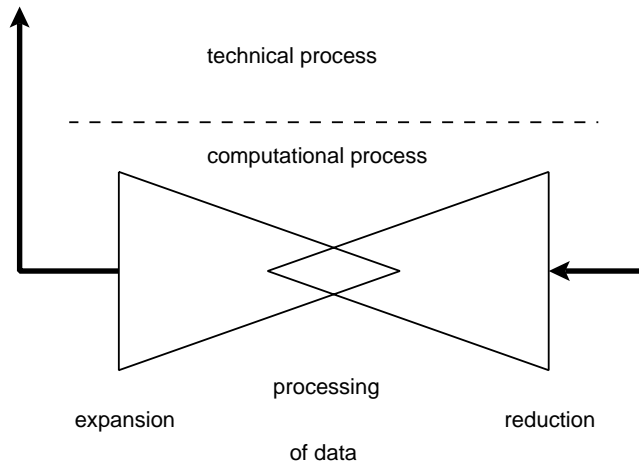 technical process
computational process
processing
expansion
reduction
of data